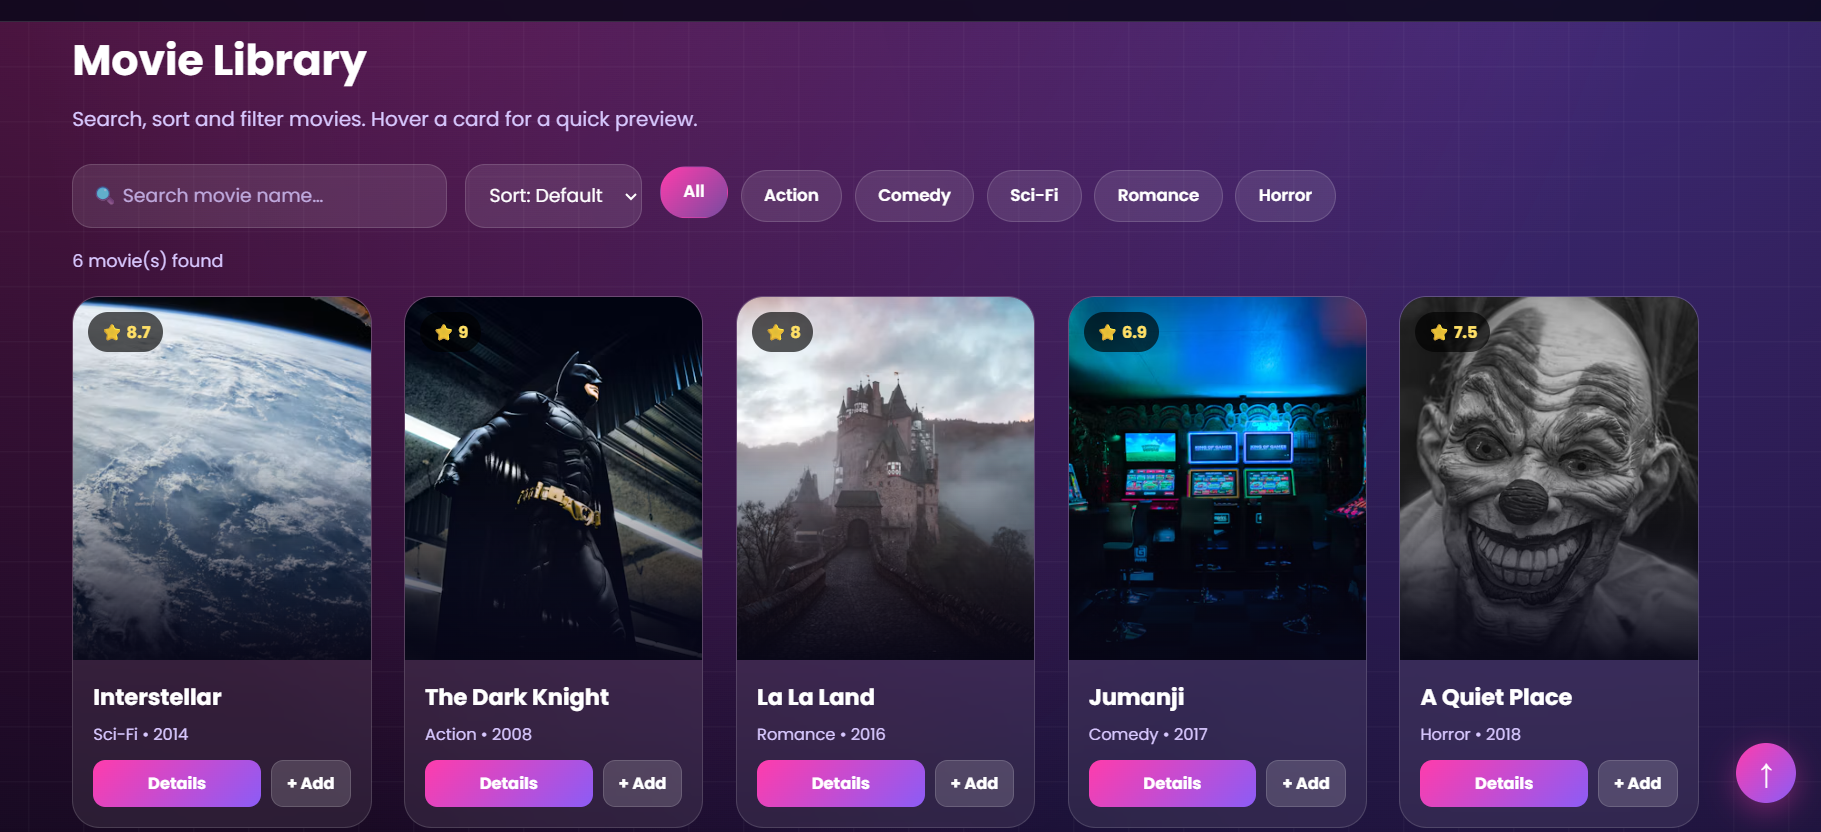 Movie Library
Search, sort and filter movies. Hover a card for a quick preview.
🔍 Search movie name...
Sort: Default
All
Action
Comedy
Sci-Fi
Romance
Horror
6 movie(s) found
⭐ 8.7
⭐ 9
⭐ 8
⭐ 6.9
⭐ 7.5
Interstellar
Sci-Fi • 2014
Details
+ Add
The Dark Knight
Action • 2008
Details
+ Add
La La Land
Romance • 2016
Details
+ Add
Jumanji
Comedy • 2017
Details
+ Add
A Quiet Place
Horror • 2018
Details
+ Add
↑